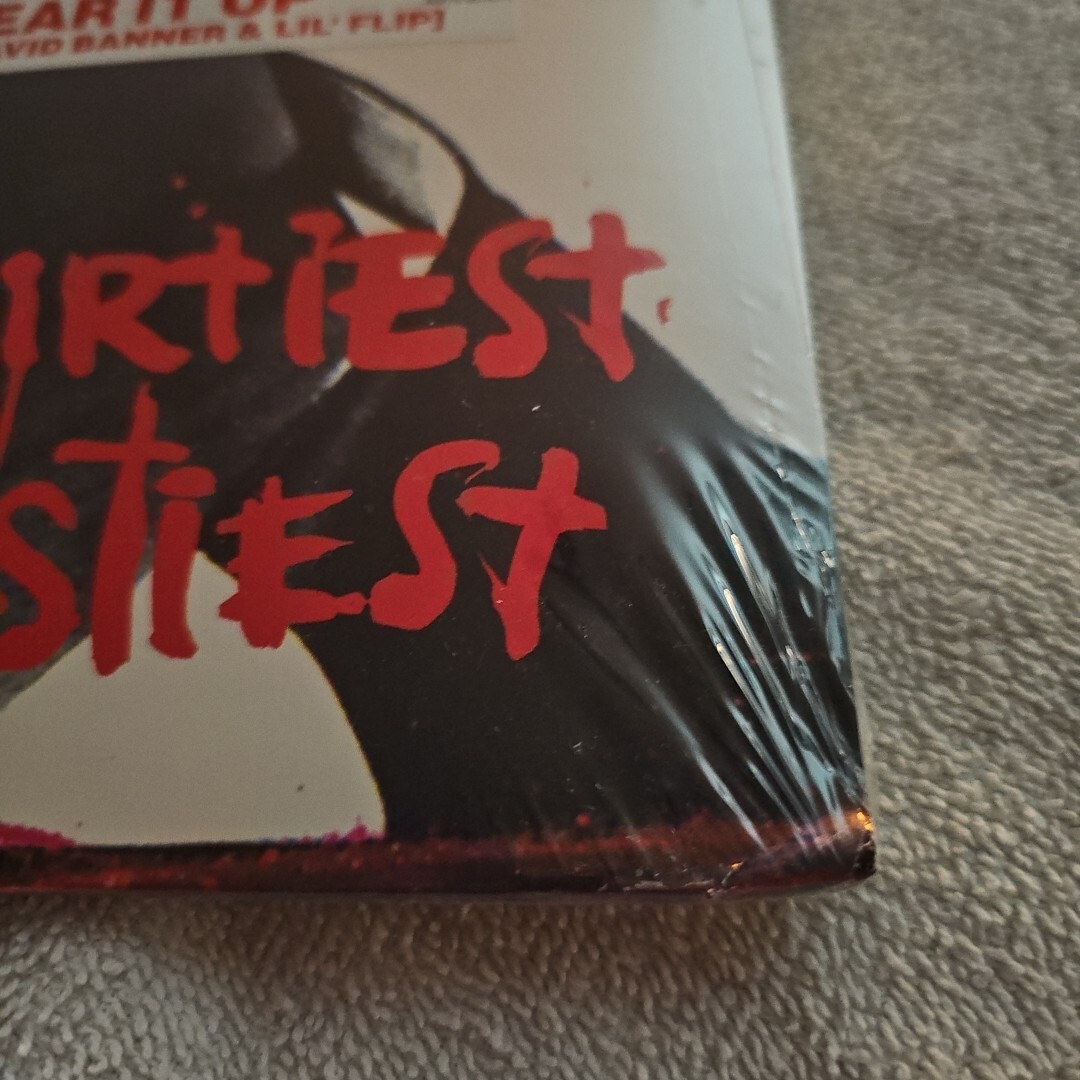 EAR IT UP
AVID BANNER & LIL' FLIP]
IRTIEST
STIEST